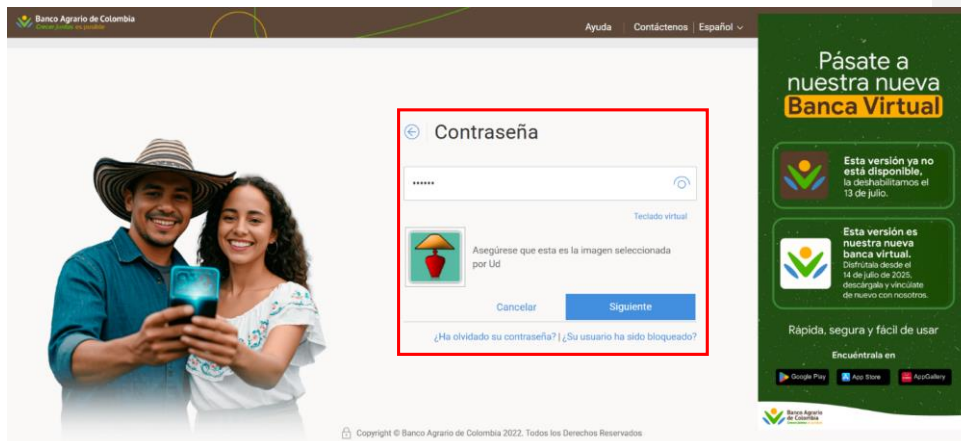 Banco Agrario de Colombia
Crecer juntos es posible
Ayuda
Contáctenos
Español
Contraseña
••••••
Teclado virtual
Asegúrese que esta es la imagen seleccionada
por Ud
Cancelar
Siguiente
¿Ha olvidado su contraseña? | ¿Su usuario ha sido bloqueado?
Copyright © Banco Agrario de Colombia 2022. Todos los Derechos Reservados
Pásate a
nuestra nueva
Banca Virtual
Esta versión ya no
está disponible,
la deshabilitamos el
13 de julio.
Esta versión es
nuestra nueva
banca virtual.
Disfrútala desde el
14 de julio de 2025,
descárgala y vincúlate
de nuevo con nosotros.
Rápida, segura y fácil de usar
Encuéntrala en
Google Play
App Store
AppGallery
Banco Agrario
de Colombia